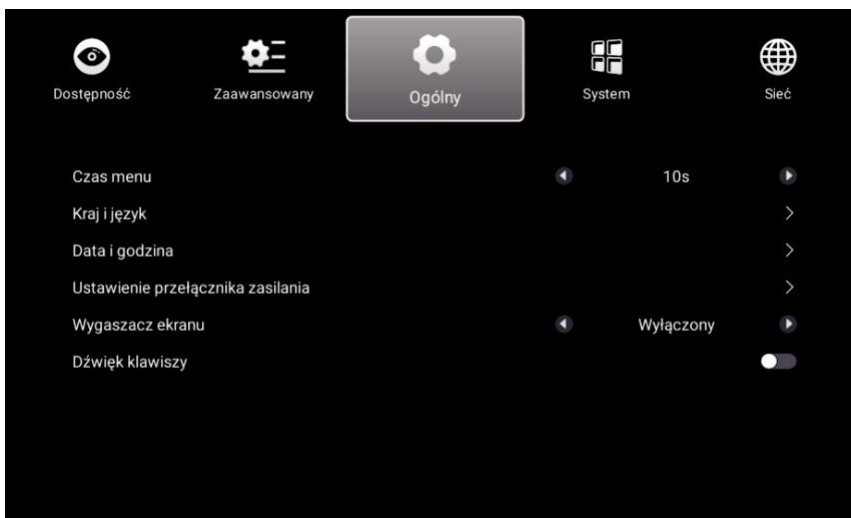 Dostępność
Zaawansowany
Ogólny
System
Sieć
Czas menu 10s
Kraj i język
Data i godzina
Ustawienie przełącznika zasilania
Wygaszacz ekranu Wyłączony
Dźwięk klawiszy